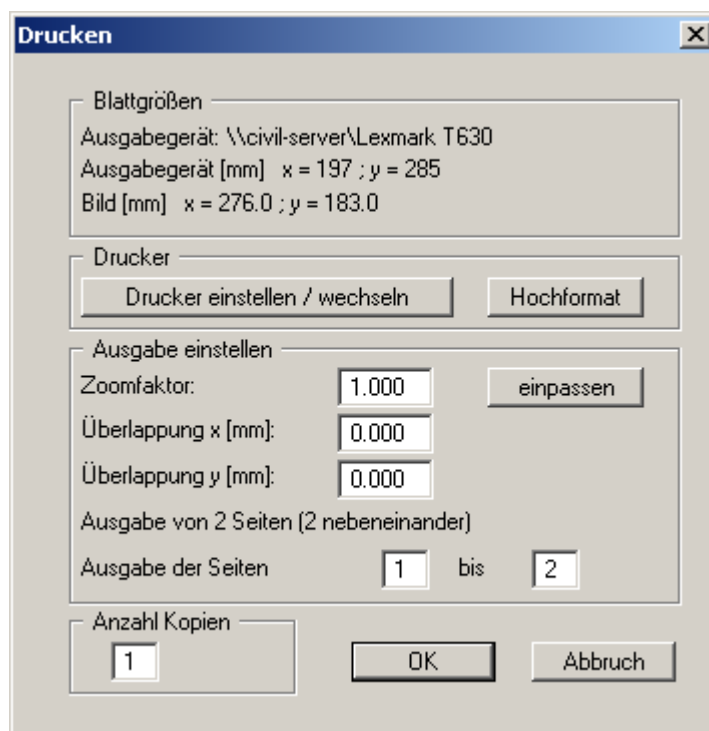 Drucken
Blattgrößen
Ausgabegerät: \\civil-server\Lexmark T630
Ausgabegerät [mm] x = 197 ; y = 285
Bild [mm] x = 276.0 ; y = 183.0
Drucker
Drucker einstellen / wechseln Hochformat
Ausgabe einstellen
Zoomfaktor: 1.000 einpassen
Überlappung x [mm]: 0.000
Überlappung y [mm]: 0.000
Ausgabe von 2 Seiten (2 nebeneinander)
Ausgabe der Seiten 1 bis 2
Anzahl Kopien
1 OK Abbruch